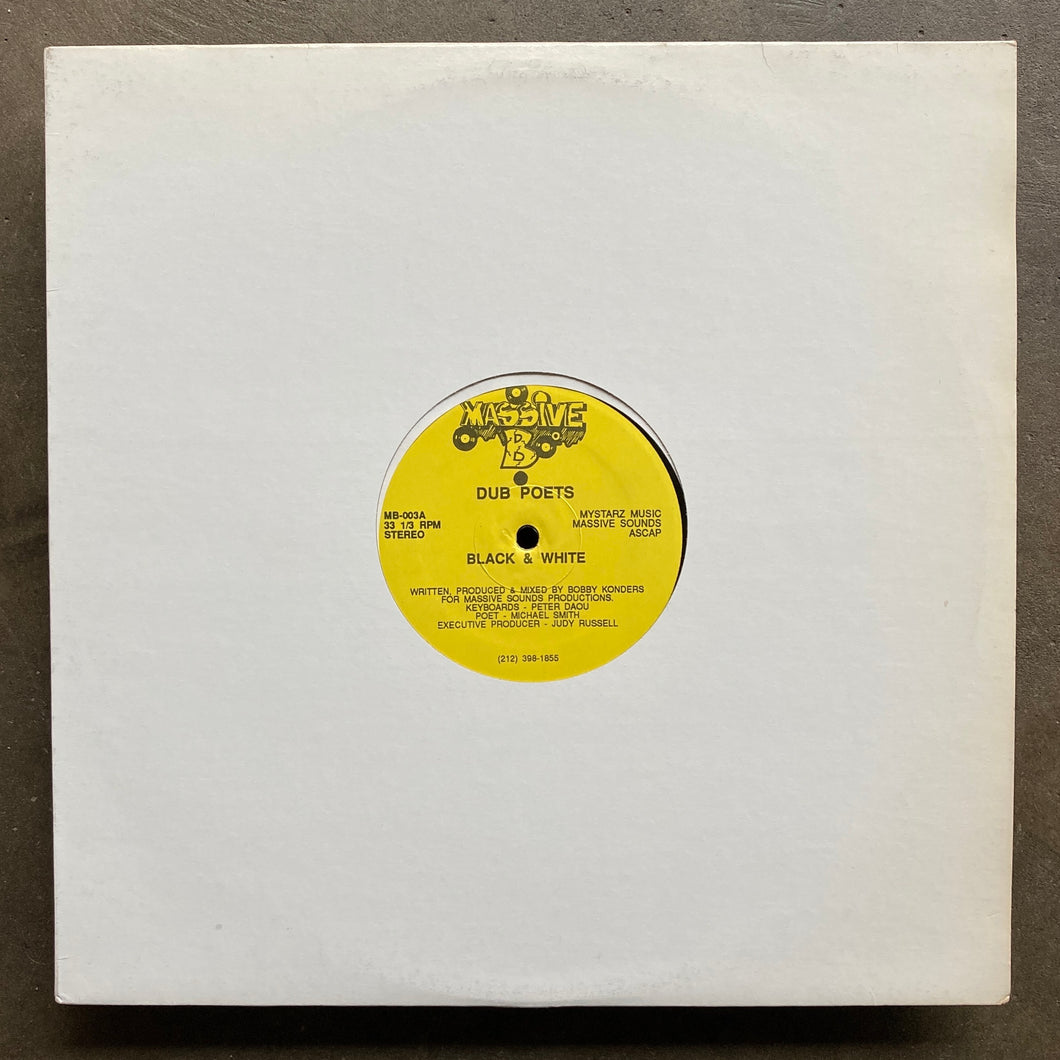 MASSIVE
B
DUB POETS
MB-003A
33 1/3 RPM
STEREO
MYSTARZ MUSIC
MASSIVE SOUNDS
ASCAP
BLACK & WHITE
WRITTEN, PRODUCED & MIXED BY BOBBY KONDERS
FOR MASSIVE SOUNDS PRODUCTIONS.
KEYBOARDS - PETER DAOU
POET - MICHAEL SMITH
EXECUTIVE PRODUCER - JUDY RUSSELL
(212) 398-1855